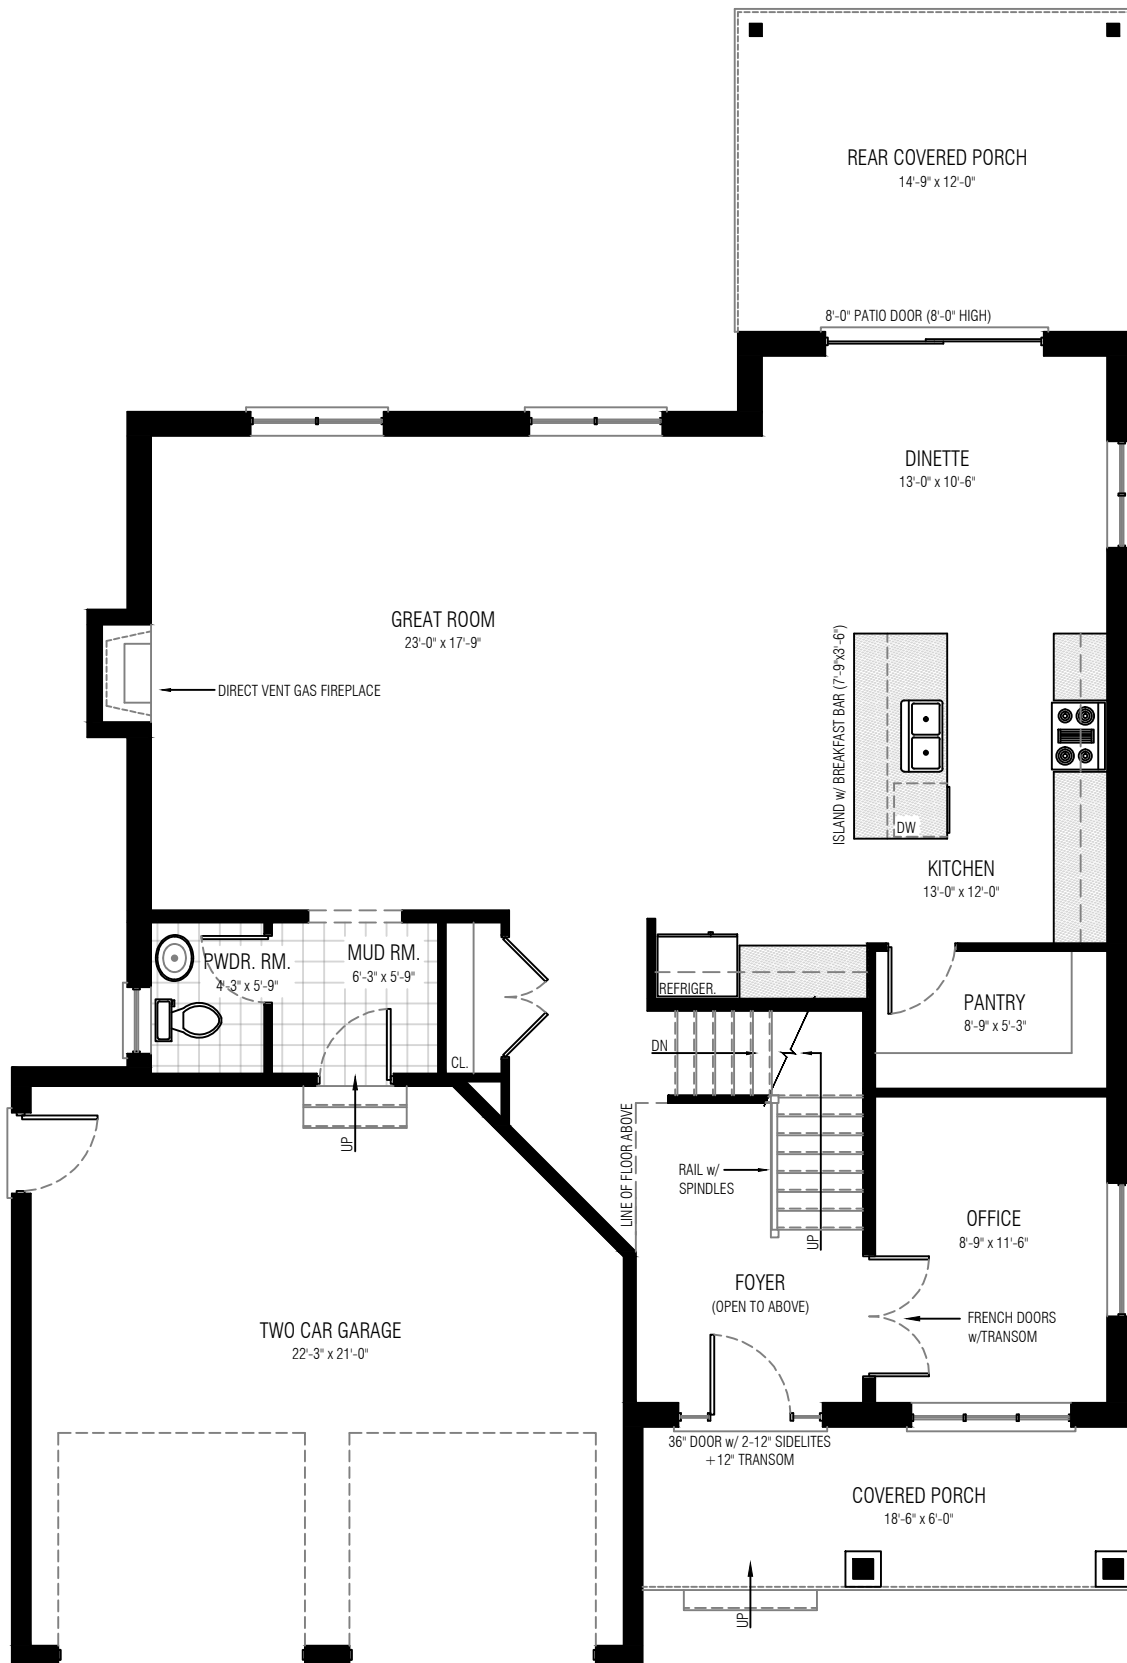 REAR COVERED PORCH
14'-9" x 12'-0"
8'-0" PATIO DOOR (8'-0" HIGH)
DINETTE
13'-0" x 10'-6"
GREAT ROOM
23'-0" x 17'-9"
DIRECT VENT GAS FIREPLACE
ISLAND w/ BREAKFAST BAR (7'-9"x3'-6")
DW
KITCHEN
13'-0" x 12'-0"
PWDR. RM.
4'-3" x 5'-9"
MUD RM.
6'-3" x 5'-9"
CL.
REFRIGER.
PANTRY
8'-9" x 5'-3"
DN
UP
LINE OF FLOOR ABOVE
RAIL w/
SPINDLES
UP
OFFICE
8'-9" x 11'-6"
FOYER
(OPEN TO ABOVE)
FRENCH DOORS
w/TRANSOM
TWO CAR GARAGE
22'-3" x 21'-0"
36" DOOR w/ 2-12" SIDELITES
+12" TRANSOM
COVERED PORCH
18'-6" x 6'-0"
UP